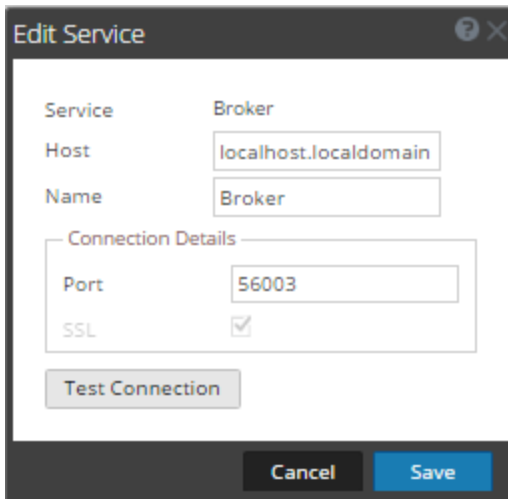 Edit Service
Service Broker
Host localhost.localdomain
Name Broker
Connection Details
Port 56003
SSL
Test Connection
Cancel Save